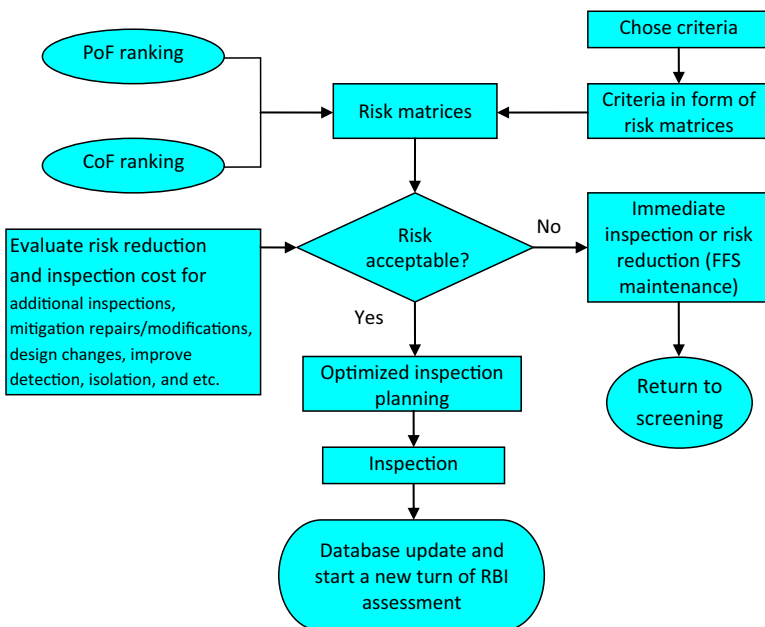 PoF ranking
Chose criteria
Risk matrices
Criteria in form of
risk matrices
CoF ranking
Evaluate risk reduction
and inspection cost for
additional inspections,
mitigation repairs/modifications,
design changes, improve
detection, isolation, and etc.
Risk
acceptable?
No
Immediate
inspection or risk
reduction (FFS
maintenance)
Yes
Optimized inspection
planning
Return to
screening
Inspection
Database update and
start a new turn of RBI
assessment